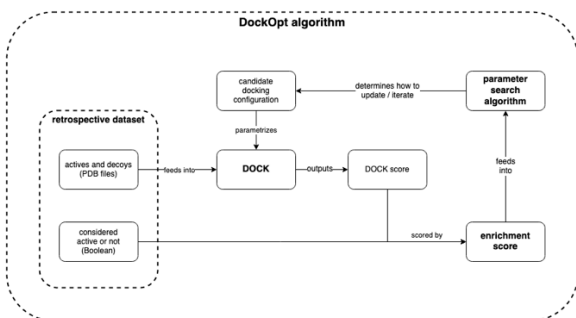 DockOpt algorithm
candidate
docking
configuration
determines how to
update / iterate
parameter
search
algorithm
retrospective dataset
parametrizes
actives and decoys
(PDB files)
feeds into
DOCK
outputs
DOCK score
feeds
into
considered
active or not
(Boolean)
scored by
enrichment
score